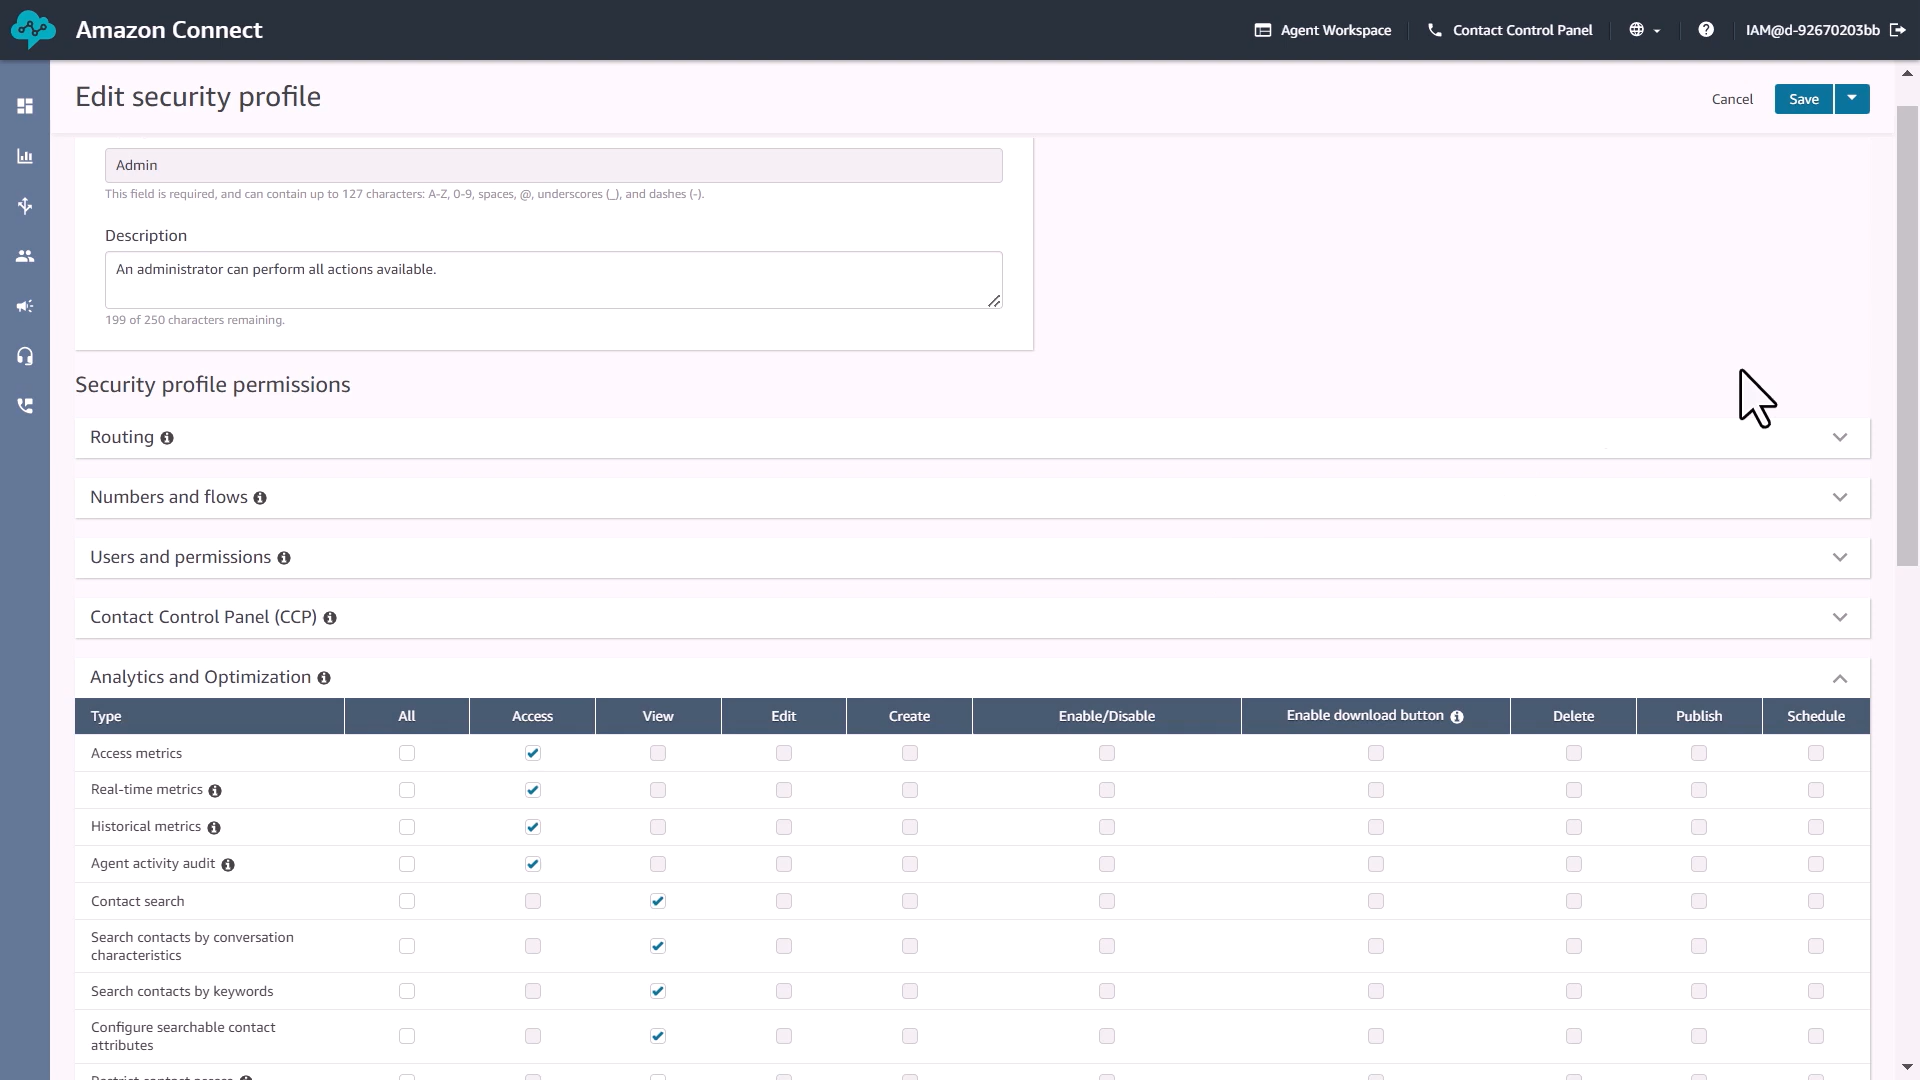 Amazon Connect
Agent Workspace
Contact Control Panel
IAM@d-92670203bb
Edit security profile
Cancel
Save
Admin
This field is required, and can contain up to 127 characters: A-Z, 0-9, spaces, @, underscores (_), and dashes (-).
Description
An administrator can perform all actions available.
199 of 250 characters remaining.
Security profile permissions
Routing
Numbers and flows
Users and permissions
Contact Control Panel (CCP)
Analytics and Optimization
Type All Access View Edit Create Enable/Disable Enable download button Delete Publish Schedule
Access metrics
Real-time metrics
Historical metrics
Agent activity audit
Contact search
Search contacts by conversation
characteristics
Search contacts by keywords
Configure searchable contact
attributes
Restrict contact access